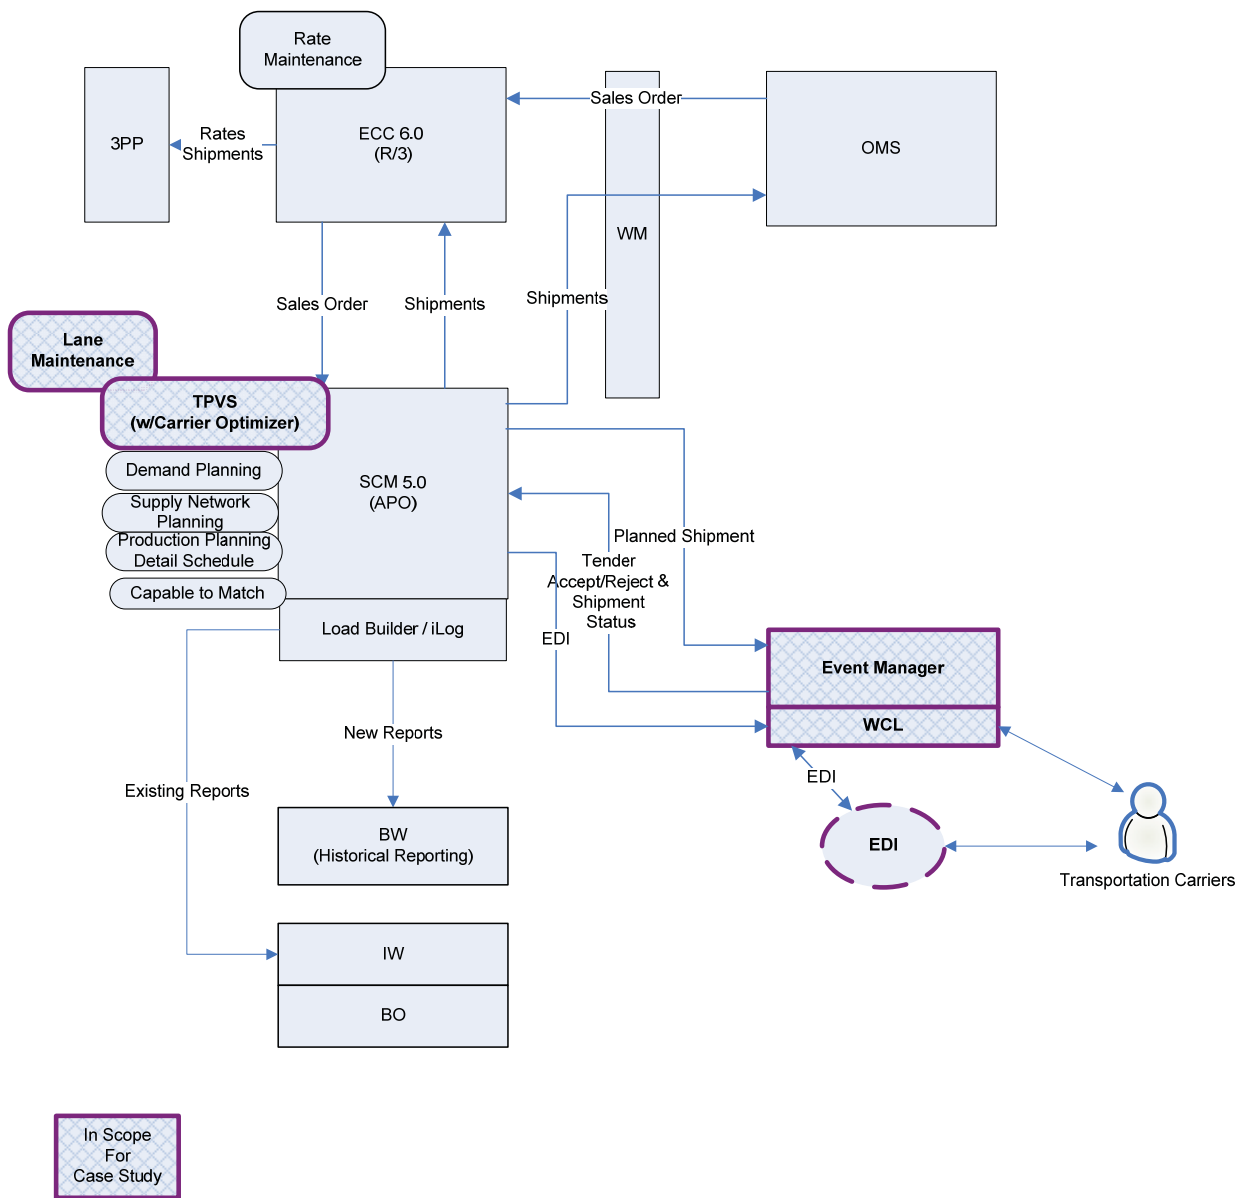 Rate
Maintenance
3PP
Rates
Shipments
ECC 6.0
(R/3)
Sales Order
OMS
WM
Sales Order
Shipments
Shipments
Lane
Maintenance
TPVS
(w/Carrier Optimizer)
Demand Planning
Supply Network
Planning
Production Planning
Detail Schedule
Capable to Match
SCM 5.0
(APO)
Load Builder / iLog
Planned Shipment
Tender
Accept/Reject &
Shipment
Status
EDI
Event Manager
WCL
EDI
EDI
Transportation Carriers
New Reports
Existing Reports
BW
(Historical Reporting)
IW
BO
In Scope
For
Case Study